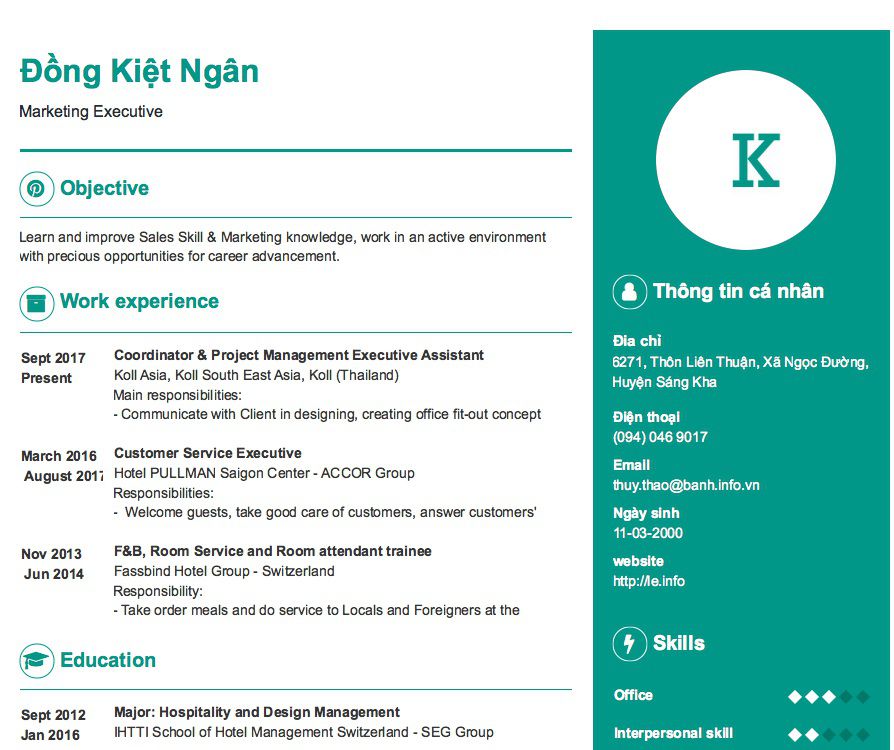 Đồng Kiệt Ngân
Marketing Executive
Objective
Learn and improve Sales Skill & Marketing knowledge, work in an active environment
with precious opportunities for career advancement.
Work experience
Sept 2017
Present
Coordinator & Project Management Executive Assistant
Koll Asia, Koll South East Asia, Koll (Thailand)
Main responsibilities:
- Communicate with Client in designing, creating office fit-out concept
March 2016
August 2017
Customer Service Executive
Hotel PULLMAN Saigon Center - ACCOR Group
Responsibilities:
- Welcome guests, take good care of customers, answer customers'
Nov 2013
Jun 2014
F&B, Room Service and Room attendant trainee
Fassbind Hotel Group - Switzerland
Responsibility:
- Take order meals and do service to Locals and Foreigners at the
Education
Sept 2012
Jan 2016
Major: Hospitality and Design Management
IHTTI School of Hotel Management Switzerland - SEG Group
K
Thông tin cá nhân
Địa chỉ
6271, Thôn Liên Thuận, Xã Ngọc Đường,
Huyện Sáng Kha
Điện thoại
(094) 046 9017
Email
thuy.thao@banh.info.vn
Ngày sinh
11-03-2000
website
http://le.info
Skills
Office
Interpersonal skill